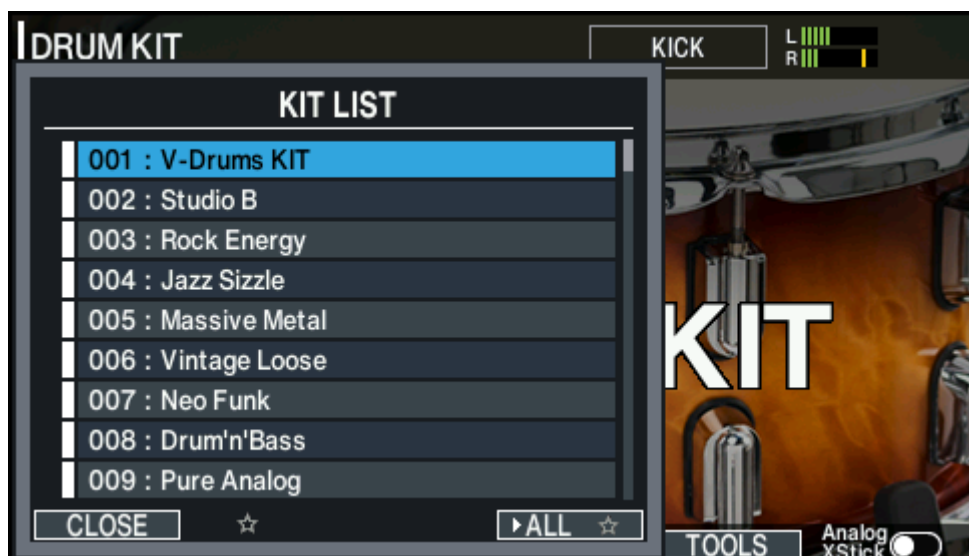 DRUM KIT
KICK
L
R
KIT LIST
001 : V-Drums KIT
002 : Studio B
003 : Rock Energy
004 : Jazz Sizzle
005 : Massive Metal
006 : Vintage Loose
007 : Neo Funk
008 : Drum'n'Bass
009 : Pure Analog
KIT
CLOSE ☆
▶ALL ☆
TOOLS
Analog
XStick